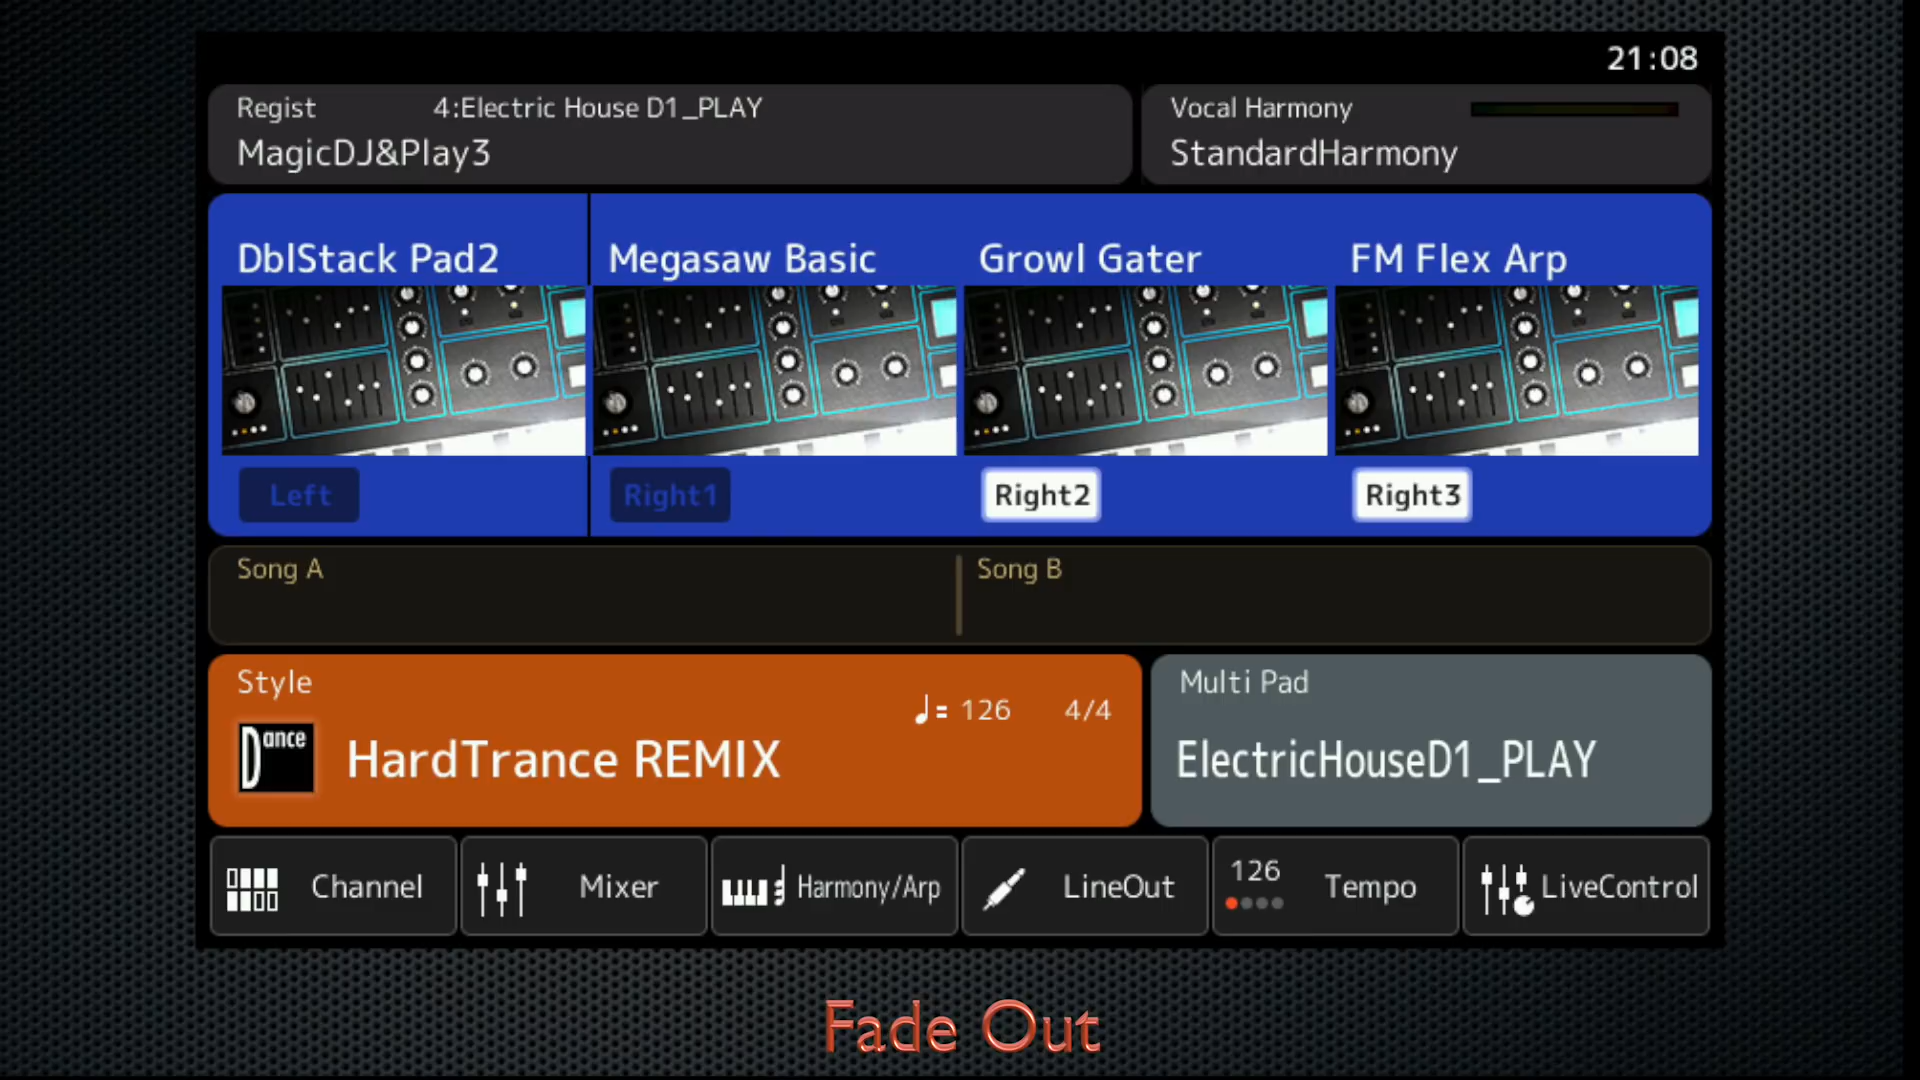 21:08
Regist 4:Electric House D1_PLAY
MagicDJ&Play3
Vocal Harmony
StandardHarmony
DblStack Pad2
Megasaw Basic
Growl Gater
FM Flex Arp
Left
Right1
Right2
Right3
Song A
Song B
Style
♩= 126 4/4
Dance
HardTrance REMIX
Multi Pad
ElectricHouseD1_PLAY
Channel
Mixer
Harmony/Arp
LineOut
126
Tempo
LiveControl
Fade Out